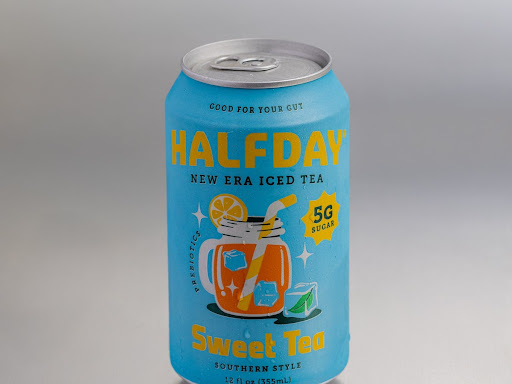 GOOD FOR YOUR GUT
HALFDAY
NEW ERA ICED TEA
5G
SUGAR
PREBIOTICS
Sweet Tea
SOUTHERN STYLE
12 fl oz (355mL)